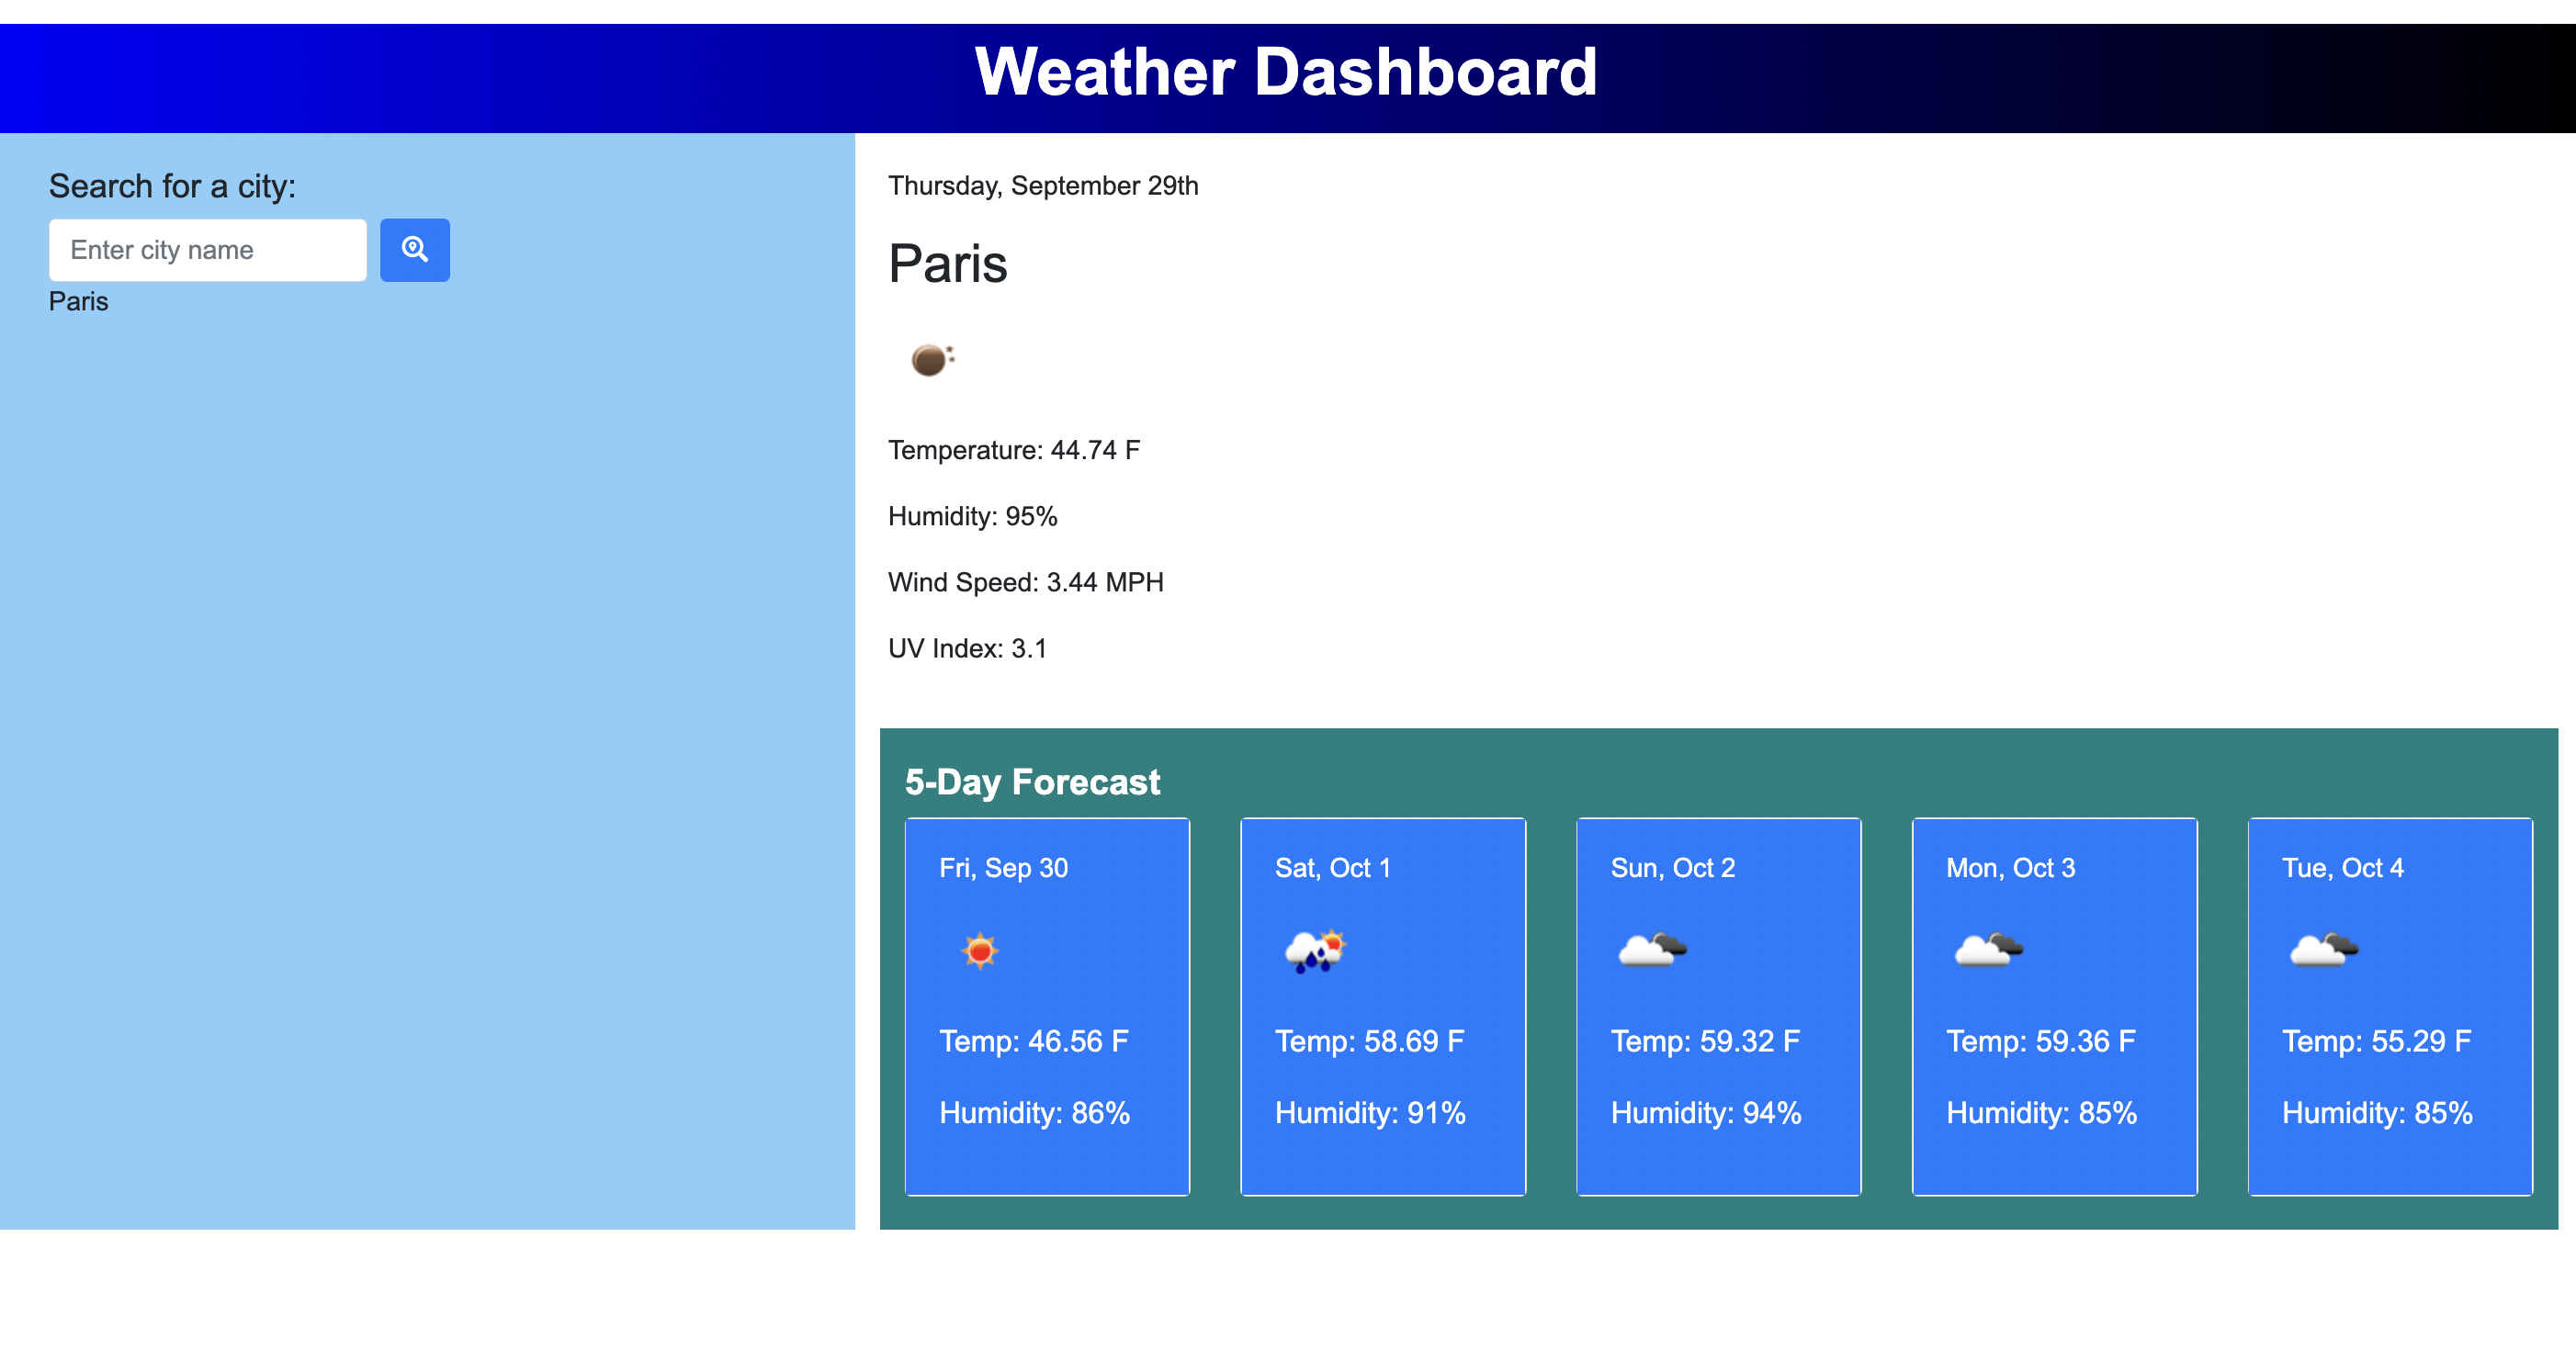 Weather Dashboard
Search for a city:
Enter city name
Paris
Thursday, September 29th
Paris
Temperature: 44.74 F
Humidity: 95%
Wind Speed: 3.44 MPH
UV Index: 3.1
5-Day Forecast
Fri, Sep 30
Temp: 46.56 F
Humidity: 86%
Sat, Oct 1
Temp: 58.69 F
Humidity: 91%
Sun, Oct 2
Temp: 59.32 F
Humidity: 94%
Mon, Oct 3
Temp: 59.36 F
Humidity: 85%
Tue, Oct 4
Temp: 55.29 F
Humidity: 85%